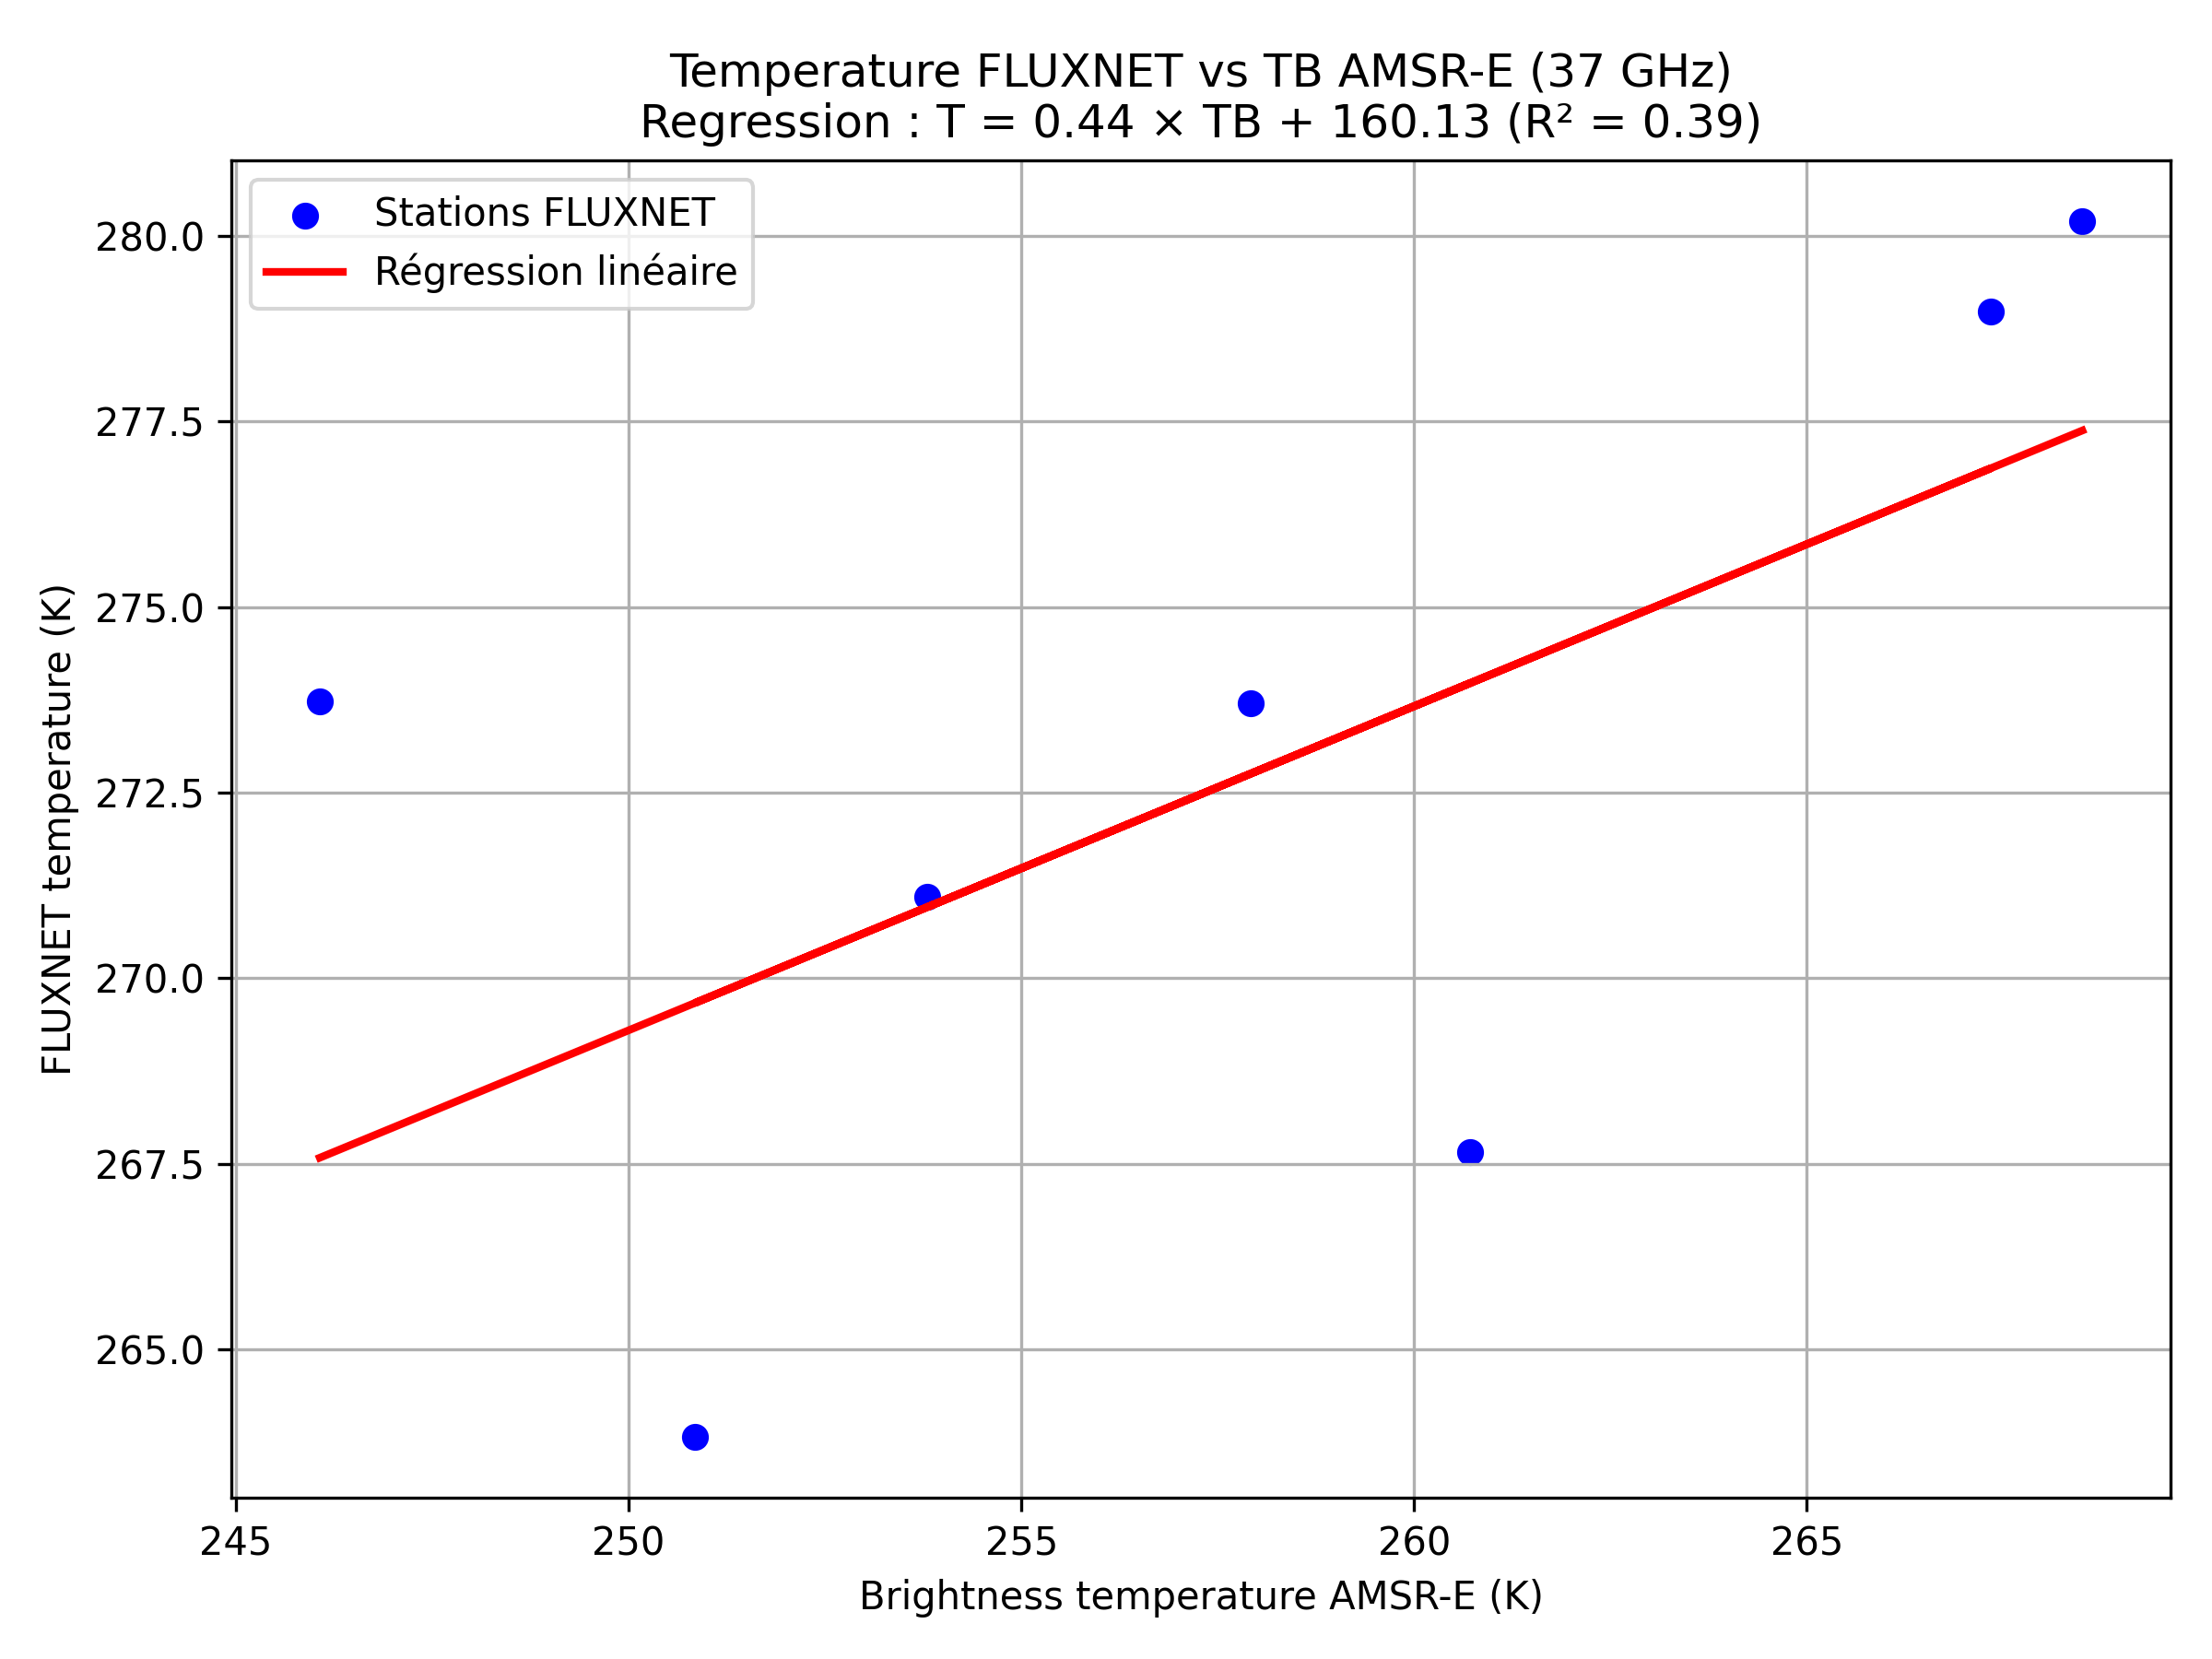 Temperature FLUXNET vs TB AMSR-E (37 GHz)
Regression : T = 0.44 × TB + 160.13 (R² = 0.39)
Stations FLUXNET
Régression linéaire
FLUXNET temperature (K)
280.0
277.5
275.0
272.5
270.0
267.5
265.0
245 250 255 260 265
Brightness temperature AMSR-E (K)